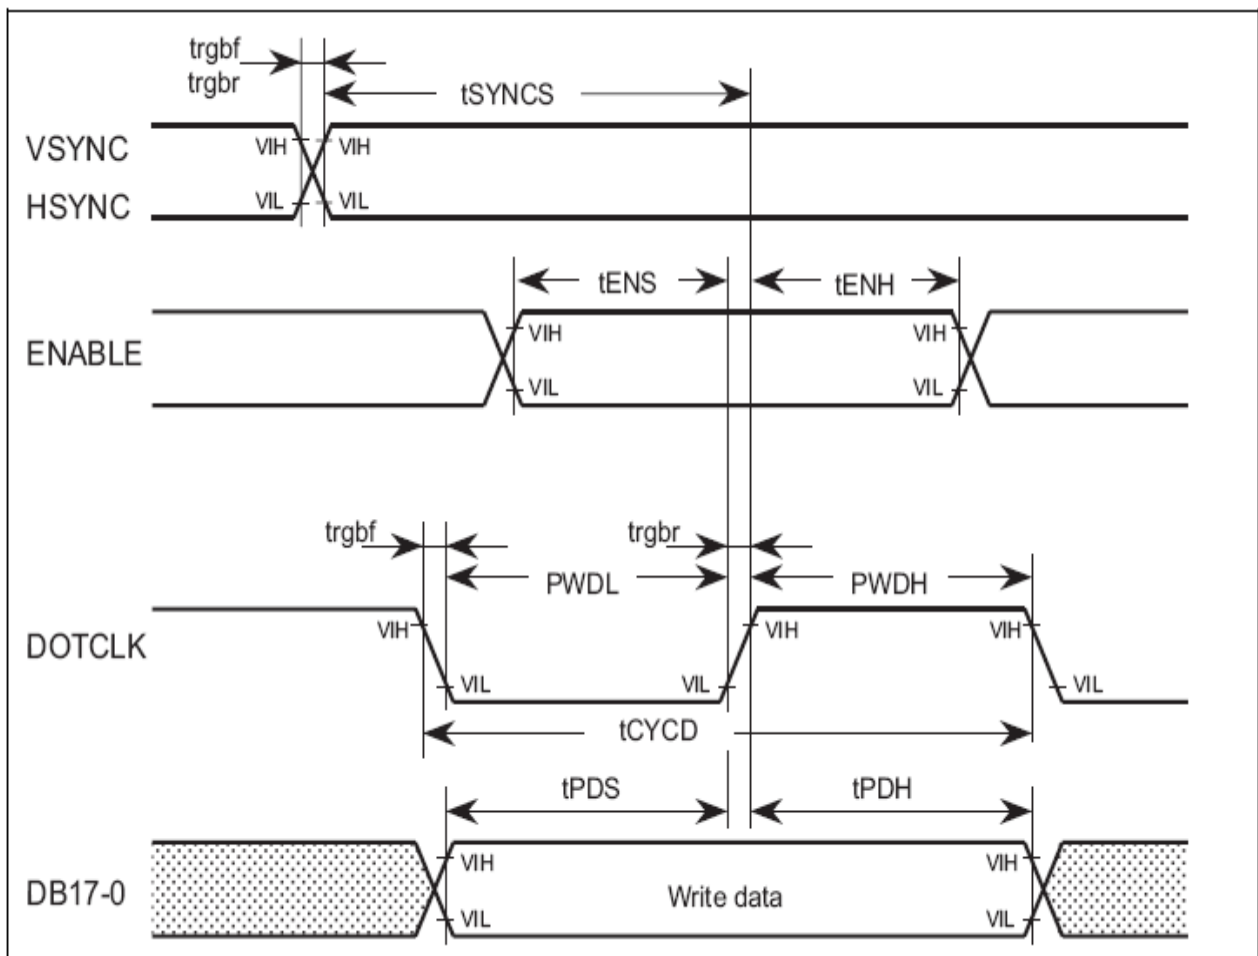 trgbf
trgbr
tSYNCS
VSYNC
VIH VIH
HSYNC
VIL VIL
tENS tENH
ENABLE
VIH VIH
VIL VIL
trgbf trgbr
PWDL PWDH
DOTCLK
VIH VIH VIH
VIL VIL VIL
tCYCD
tPDS tPDH
DB17-0
VIH VIH
Write data
VIL VIL